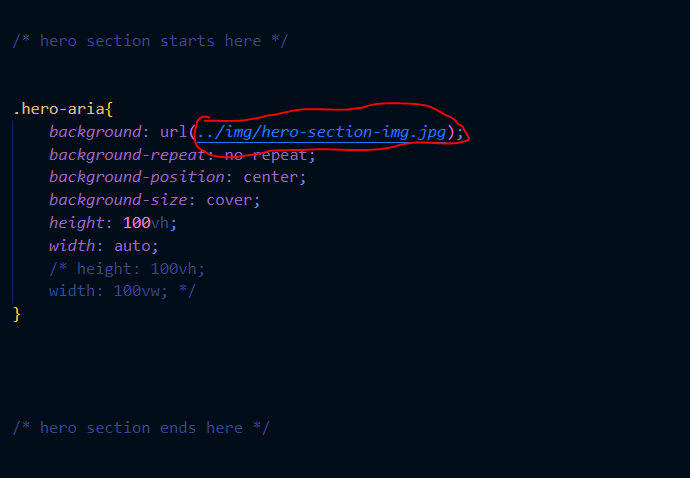 /* hero section starts here */
.hero-aria{
background: url(../img/hero-section-img.jpg);
background-repeat: no repeat;
background-position: center;
background-size: cover;
height: 100vh;
width: auto;
/* height: 100vh;
width: 100vw; */
}
/* hero section ends here */